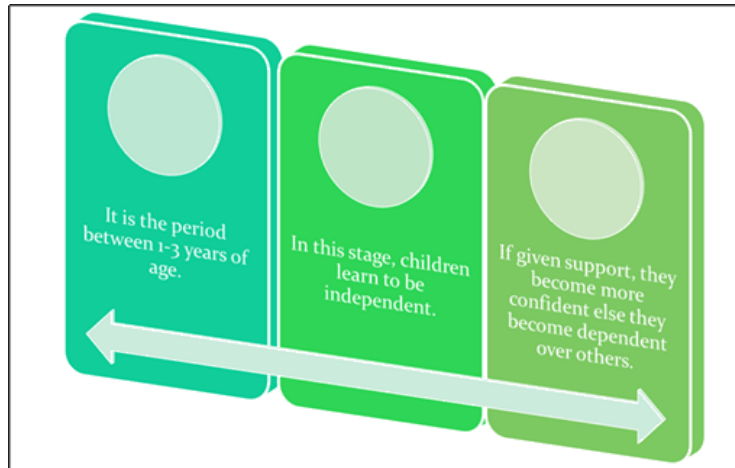 It is the period
between 1-3 years of
age.
In this stage, children
learn to be
independent.
If given support, they
become more
confident else they
become dependent
over others.